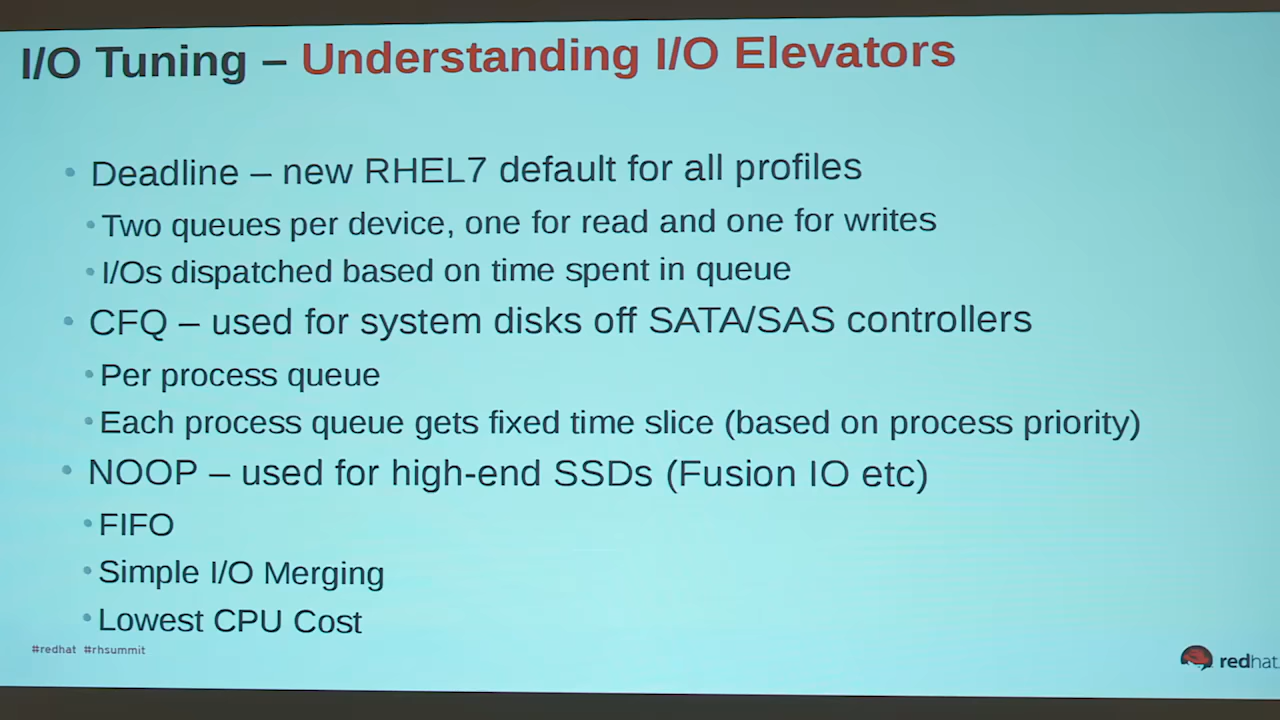 I/O Tuning – Understanding I/O Elevators
• Deadline – new RHEL7 default for all profiles
• Two queues per device, one for read and one for writes
• I/Os dispatched based on time spent in queue
• CFQ – used for system disks off SATA/SAS controllers
• Per process queue
• Each process queue gets fixed time slice (based on process priority)
• NOOP – used for high-end SSDs (Fusion IO etc)
• FIFO
• Simple I/O Merging
• Lowest CPU Cost
#redhat #rhsummit
redhat.